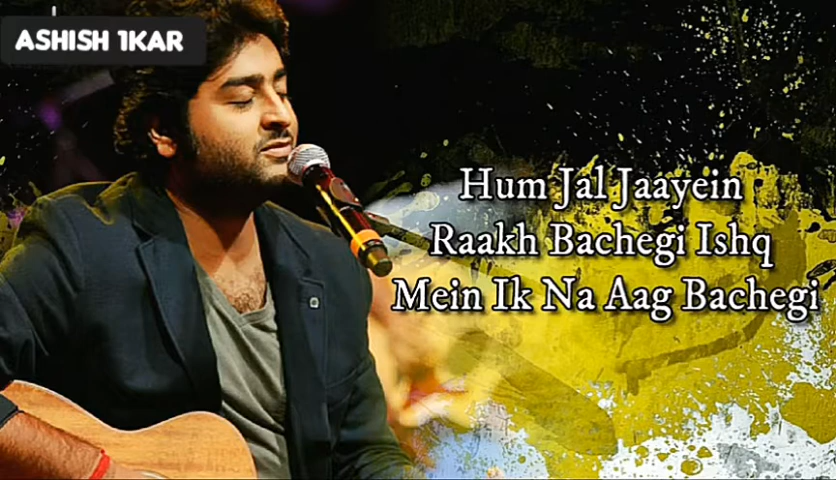 ASHISH 1KAR
Hum Jal Jaayein
Raakh Bachegi Ishq
Mein Ik Na Aag Bachegi